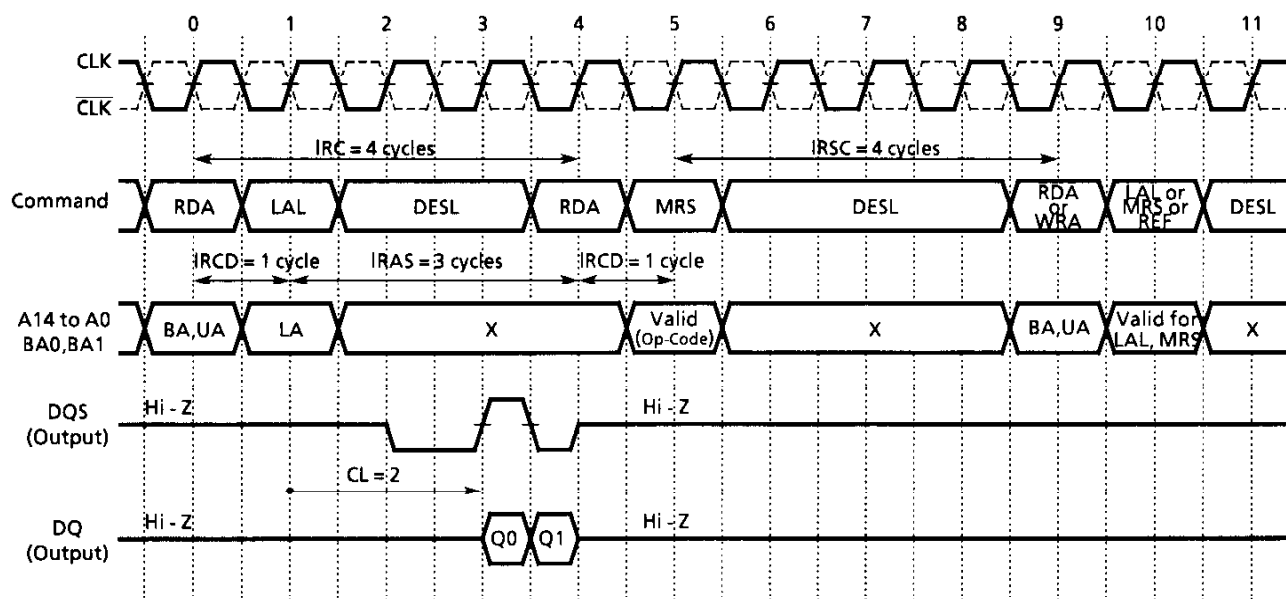 0 1 2 3 4 5 6 7 8 9 10 11
CLK
CLK
IRC = 4 cycles
IRSC = 4 cycles
Command
RDA
LAL
DESL
RDA
MRS
DESL
RDA
or
WRA
LAL or
MRS or
REF
DESL
IRCD = 1 cycle
IRAS = 3 cycles
IRCD = 1 cycle
A14 to A0
BA0,BA1
BA,UA
LA
X
Valid
(Op-Code)
X
BA,UA
Valid for
LAL, MRS
X
DQS
(Output)
Hi - Z
Hi - Z
CL = 2
DQ
(Output)
Hi - Z
Q0
Q1
Hi - Z